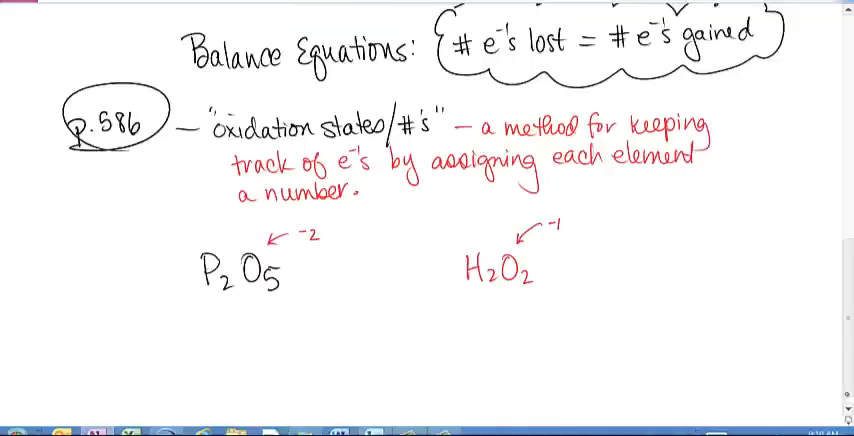 Balance Equations: # e⁻'s lost = # e⁻'s gained
p.586 — "oxidation states/#'s" — a method for keeping
track of e⁻'s by assigning each element
a number.
-2 -1
P₂O₅ H₂O₂